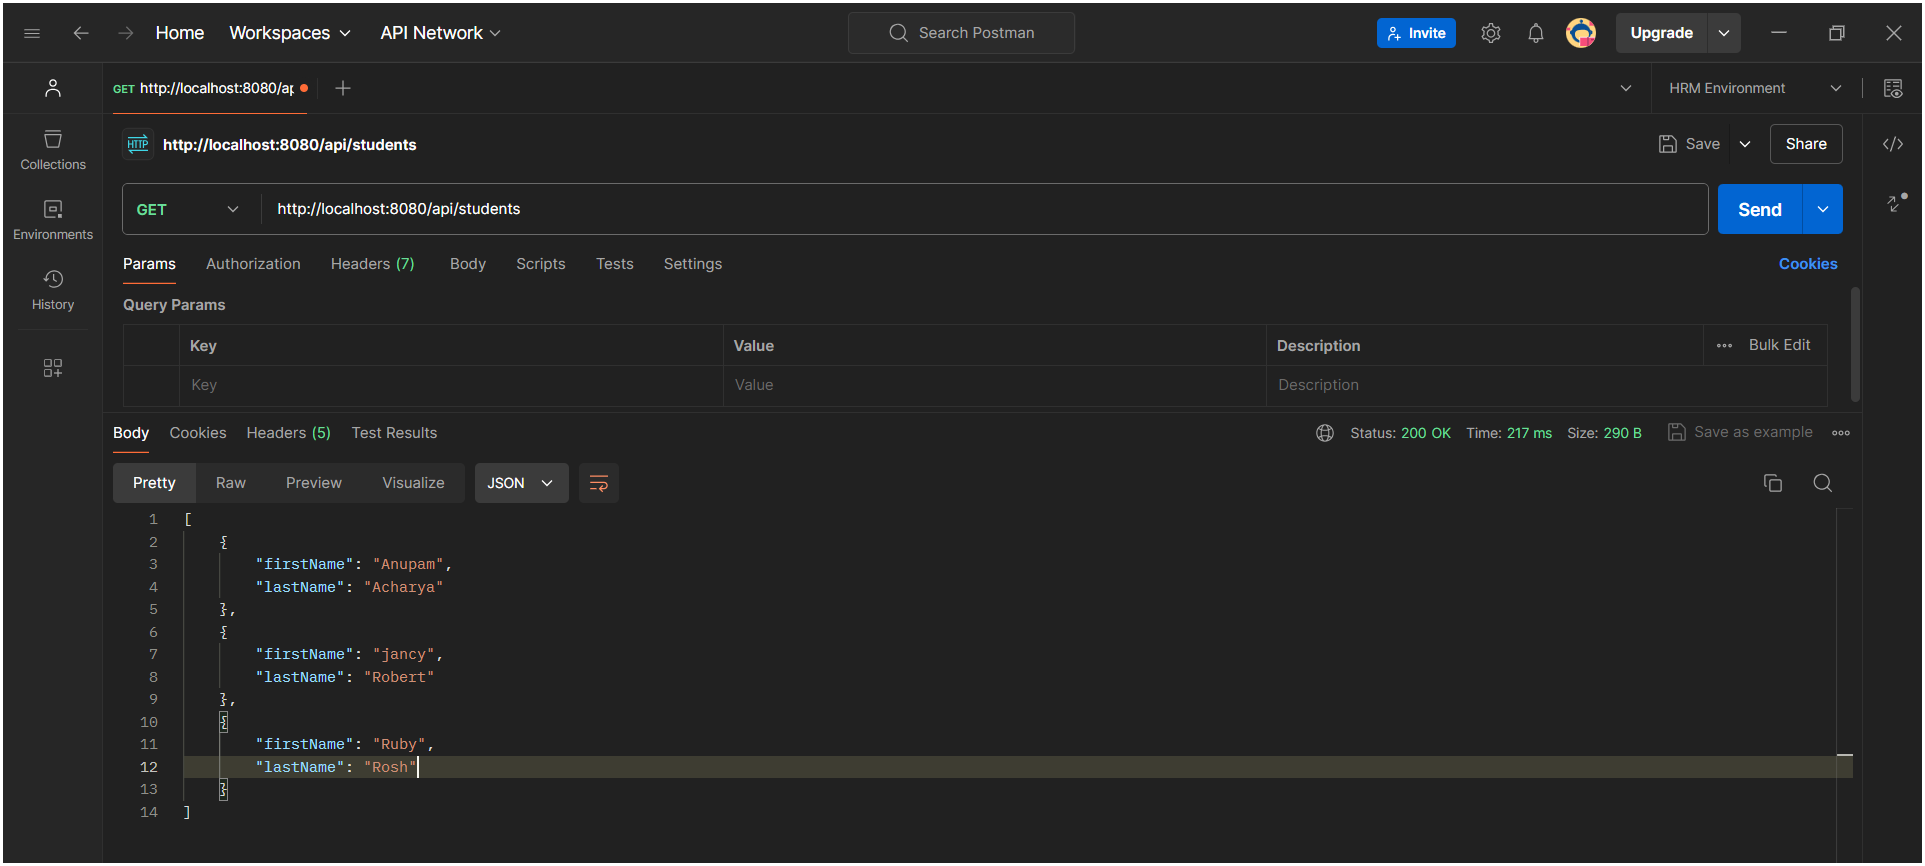 Home Workspaces API Network Search Postman Invite Upgrade
GET http://localhost:8080/ap HRM Environment
HTTP http://localhost:8080/api/students Save Share
Collections
GET http://localhost:8080/api/students Send
Environments
Params Authorization Headers (7) Body Scripts Tests Settings Cookies
History
Query Params
Key Value Description Bulk Edit
Key Value Description
Body Cookies Headers (5) Test Results Status: 200 OK Time: 217 ms Size: 290 B Save as example
Pretty Raw Preview Visualize JSON
1 [
2 {
3 "firstName": "Anupam",
4 "lastName": "Acharya"
5 },
6 {
7 "firstName": "jancy",
8 "lastName": "Robert"
9 },
10 {
11 "firstName": "Ruby",
12 "lastName": "Rosh"
13 }
14 ]